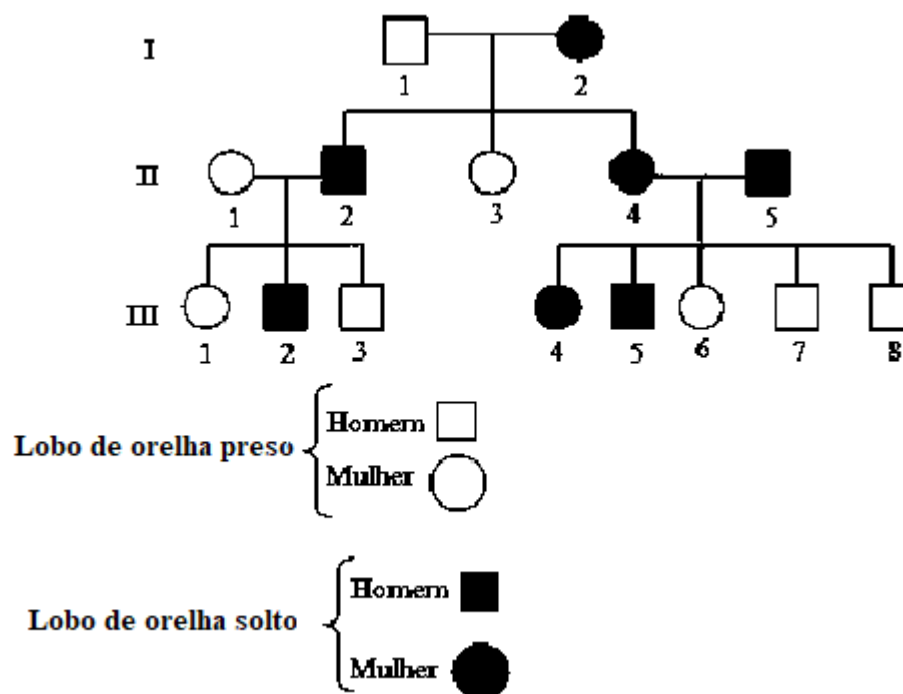 I
1 2
II
1 2 3 4 5
III
1 2 3 4 5 6 7 8
Lobo de orelha preso
Homem
Mulher
Lobo de orelha solto
Homem
Mulher